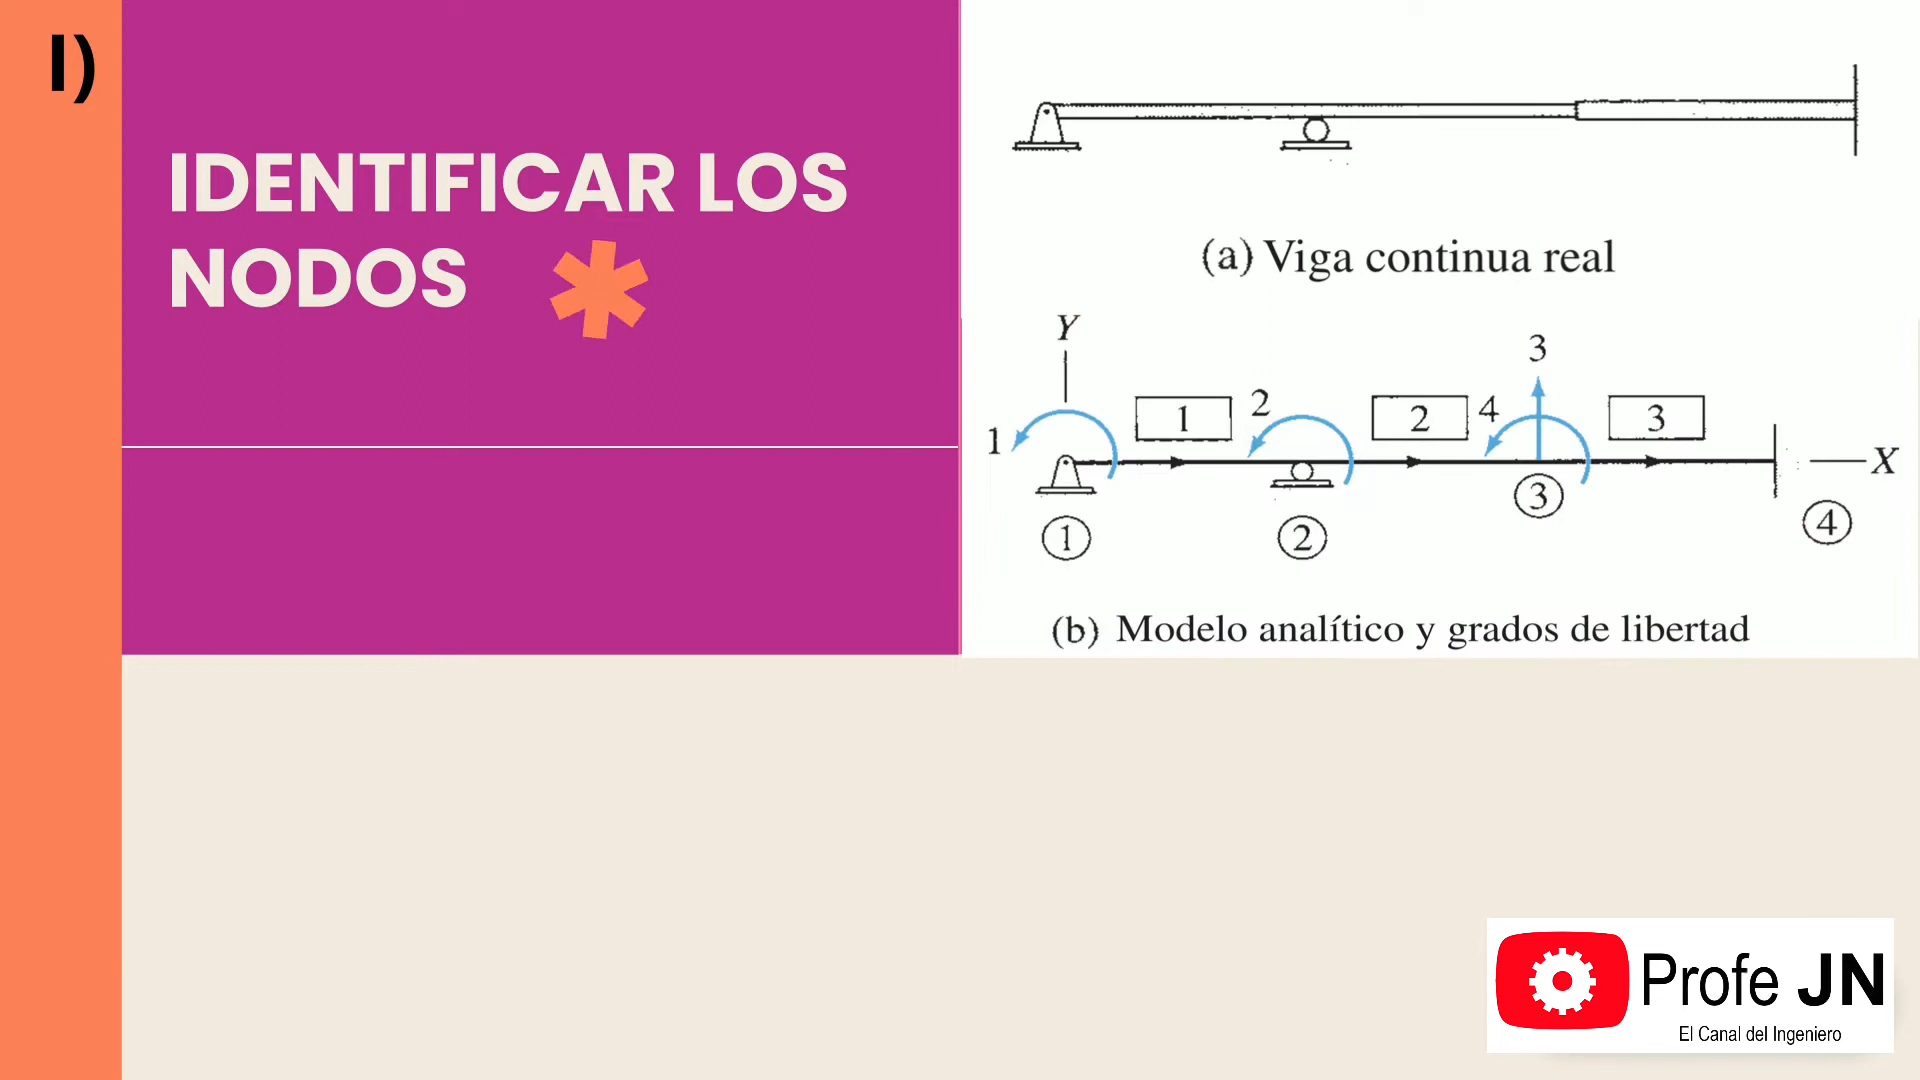 I)
IDENTIFICAR LOS
NODOS
(a) Viga continua real
Y
3
1
1
2
2
4
3
X
1
2
3
4
(b) Modelo analítico y grados de libertad
Profe JN
El Canal del Ingeniero